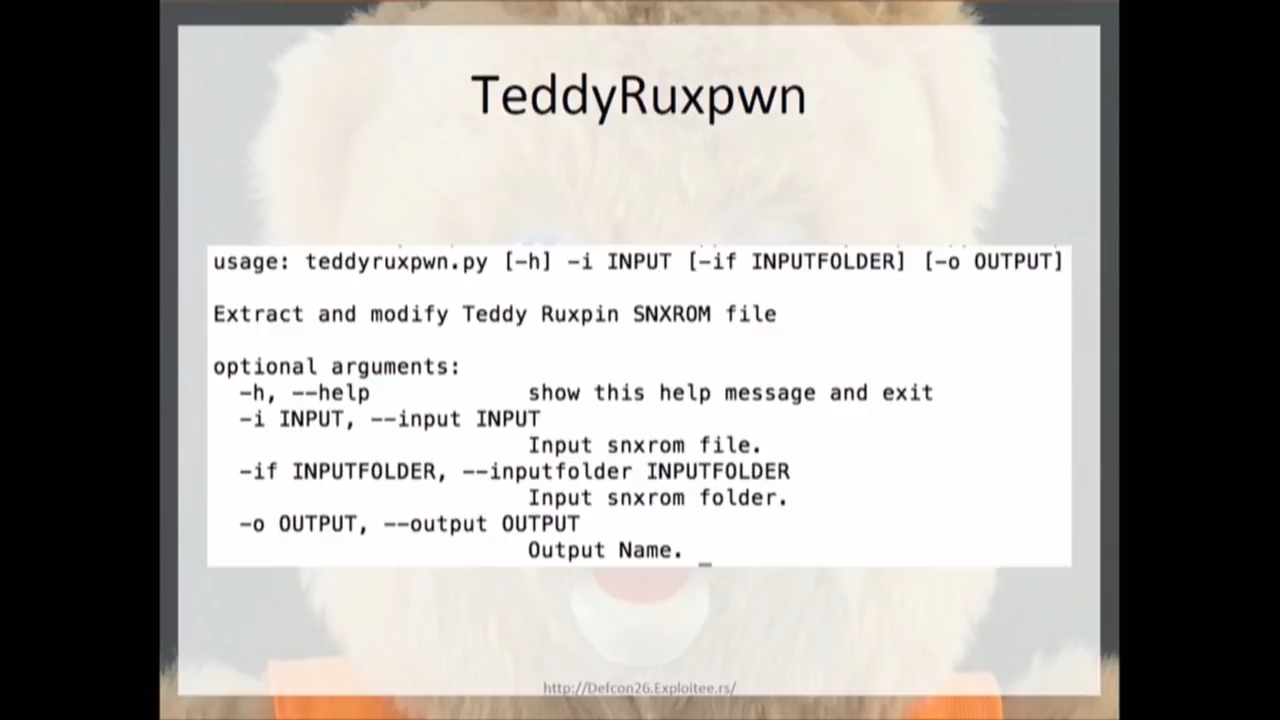 TeddyRuxpwn
usage: teddyruxpwn.py [-h] -i INPUT [-if INPUTFOLDER] [-o OUTPUT]
Extract and modify Teddy Ruxpin SNXROM file
optional arguments:
-h, --help show this help message and exit
-i INPUT, --input INPUT
Input snxrom file.
-if INPUTFOLDER, --inputfolder INPUTFOLDER
Input snxrom folder.
-o OUTPUT, --output OUTPUT
Output Name. _
http://Defcon26.Exploitee.rs/